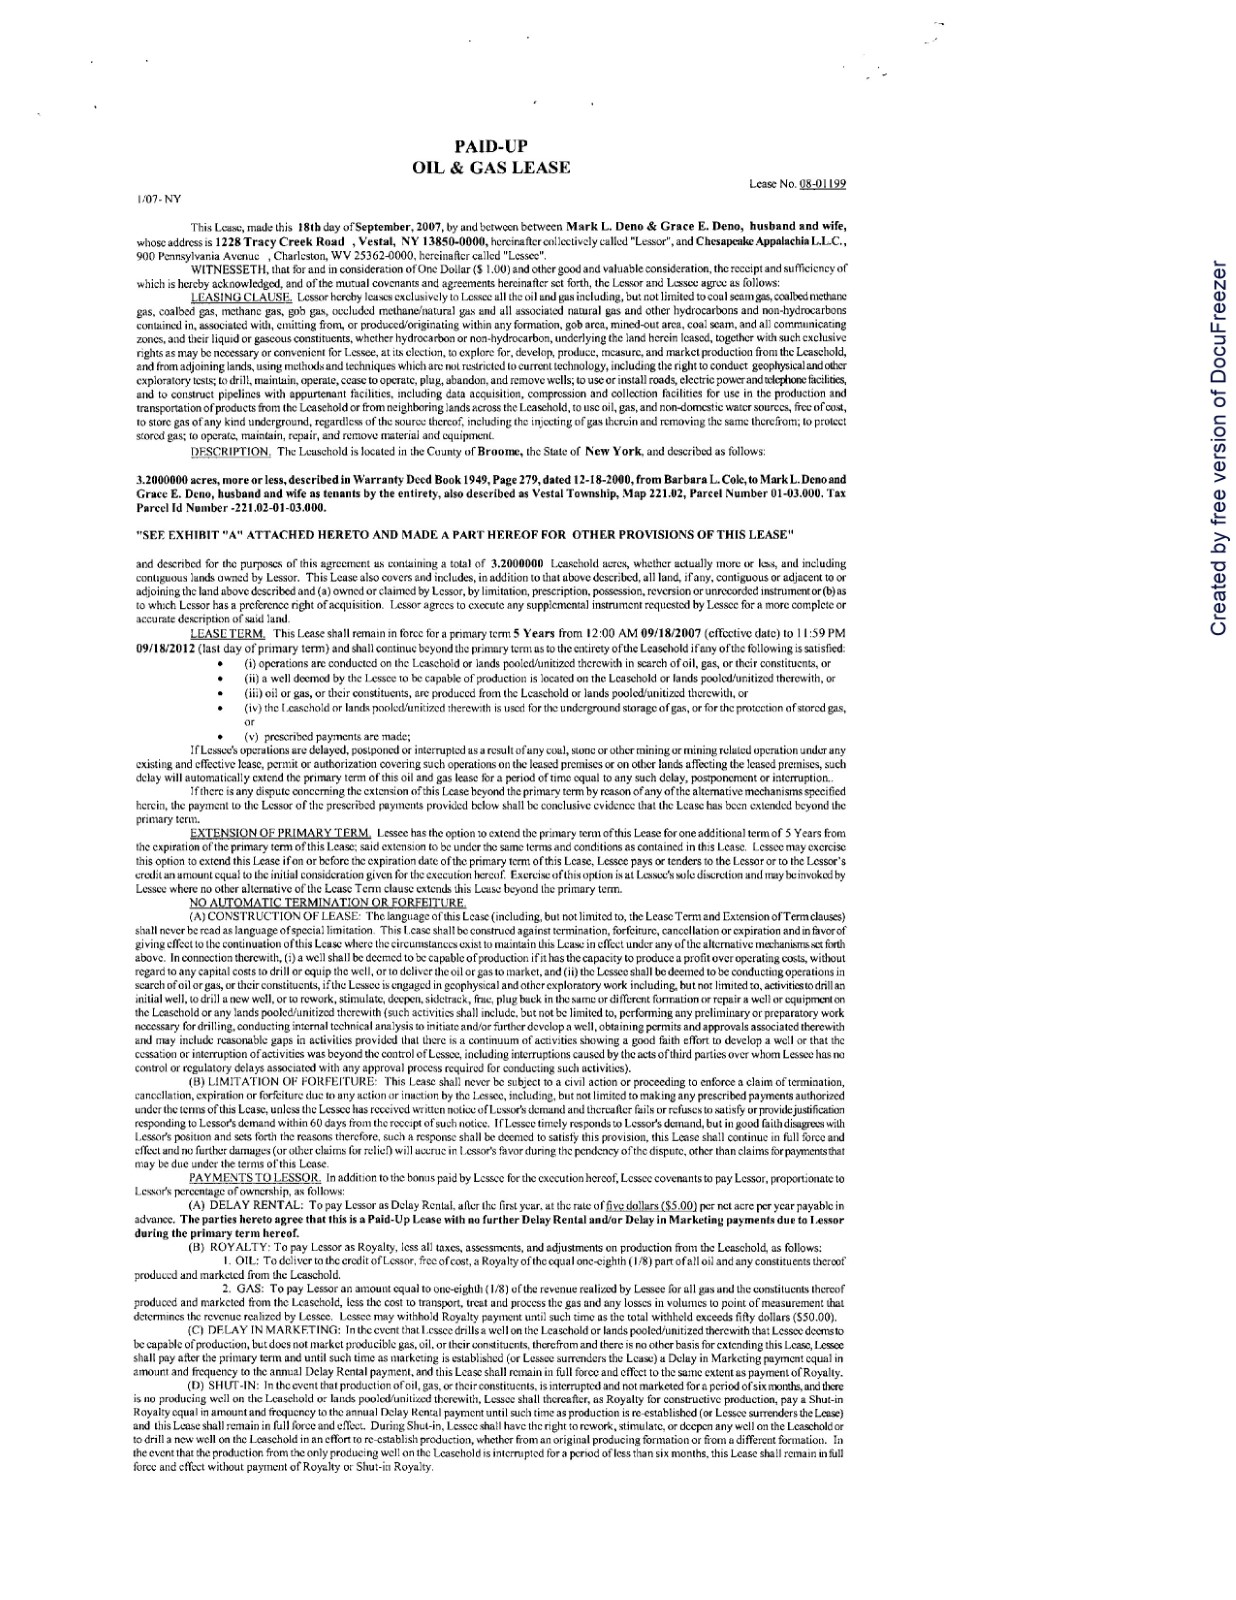 PAID-UP
OIL & GAS LEASE
Lease No. 08-01199
1/07- NY
This Lease, made this 18th day of September, 2007, by and between between Mark L. Deno & Grace E. Deno, husband and wife,
whose address is 1228 Tracy Creek Road , Vestal, NY 13850-0000, hereinafter collectively called "Lessor", and Chesapeake Appalachia L.L.C.,
900 Pennsylvania Avenue , Charleston, WV 25362-0000, hereinafter called "Lessee".
WITNESSETH, that for and in consideration of One Dollar ($ 1.00) and other good and valuable consideration, the receipt and sufficiency of
which is hereby acknowledged, and of the mutual covenants and agreements hereinafter set forth, the Lessor and Lessee agree as follows:
LEASING CLAUSE. Lessor hereby leases exclusively to Lessee all the oil and gas including, but not limited to coal seam gas, coalbed methane
gas, coalbed gas, methane gas, gob gas, occluded methane/natural gas and all associated natural gas and other hydrocarbons and non-hydrocarbons
contained in, associated with, emitting from, or produced/originating within any formation, gob area, mined-out area, coal seam, and all communicating
zones, and their liquid or gaseous constituents, whether hydrocarbon or non-hydrocarbon, underlying the land herein leased, together with such exclusive
rights as may be necessary or convenient for Lessee, at its election, to explore for, develop, produce, measure, and market production from the Leasehold,
and from adjoining lands, using methods and techniques which are not restricted to current technology, including the right to conduct geophysical and other
exploratory tests; to drill, maintain, operate, cease to operate, plug, abandon, and remove wells; to use or install roads, electric power and telephone facilities,
and to construct pipelines with appurtenant facilities, including data acquisition, compression and collection facilities for use in the production and
transportation of products from the Leasehold or from neighboring lands across the Leasehold, to use oil, gas, and non-domestic water sources, free of cost,
to store gas of any kind underground, regardless of the source thereof, including the injecting of gas therein and removing the same therefrom; to protect
stored gas; to operate, maintain, repair, and remove material and equipment.
DESCRIPTION. The Leasehold is located in the County of Broome, the State of New York, and described as follows:
3.2000000 acres, more or less, described in Warranty Deed Book 1949, Page 279, dated 12-18-2000, from Barbara L. Cole, to Mark L. Deno and
Grace E. Deno, husband and wife as tenants by the entirety, also described as Vestal Township, Map 221.02, Parcel Number 01-03.000. Tax
Parcel Id Number -221.02-01-03.000.
"SEE EXHIBIT "A" ATTACHED HERETO AND MADE A PART HEREOF FOR OTHER PROVISIONS OF THIS LEASE"
and described for the purposes of this agreement as containing a total of 3.2000000 Leasehold acres, whether actually more or less, and including
contiguous lands owned by Lessor. This Lease also covers and includes, in addition to that above described, all land, if any, contiguous or adjacent to or
adjoining the land above described and (a) owned or claimed by Lessor, by limitation, prescription, possession, reversion or unrecorded instrument or (b) as
to which Lessor has a preference right of acquisition. Lessor agrees to execute any supplemental instrument requested by Lessee for a more complete or
accurate description of said land.
LEASE TERM. This Lease shall remain in force for a primary term 5 Years from 12:00 AM 09/18/2007 (effective date) to 11:59 PM
09/18/2012 (last day of primary term) and shall continue beyond the primary term as to the entirety of the Leasehold if any of the following is satisfied:
• (i) operations are conducted on the Leasehold or lands pooled/unitized therewith in search of oil, gas, or their constituents, or
• (ii) a well deemed by the Lessee to be capable of production is located on the Leasehold or lands pooled/unitized therewith, or
• (iii) oil or gas, or their constituents, are produced from the Leasehold or lands pooled/unitized therewith, or
• (iv) the Leasehold or lands pooled/unitized therewith is used for the underground storage of gas, or for the protection of stored gas,
or
• (v) prescribed payments are made;
If Lessee's operations are delayed, postponed or interrupted as a result of any coal, stone or other mining or mining related operation under any
existing and effective lease, permit or authorization covering such operations on the leased premises or on other lands affecting the leased premises, such
delay will automatically extend the primary term of this oil and gas lease for a period of time equal to any such delay, postponement or interruption..
If there is any dispute concerning the extension of this Lease beyond the primary term by reason of any of the alternative mechanisms specified
herein, the payment to the Lessor of the prescribed payments provided below shall be conclusive evidence that the Lease has been extended beyond the
primary term.
EXTENSION OF PRIMARY TERM. Lessee has the option to extend the primary term of this Lease for one additional term of 5 Years from
the expiration of the primary term of this Lease; said extension to be under the same terms and conditions as contained in this Lease. Lessee may exercise
this option to extend this Lease if on or before the expiration date of the primary term of this Lease, Lessee pays or tenders to the Lessor or to the Lessor's
credit an amount equal to the initial consideration given for the execution hereof. Exercise of this option is at Lessee's sole discretion and may be invoked by
Lessee where no other alternative of the Lease Term clause extends this Lease beyond the primary term.
NO AUTOMATIC TERMINATION OR FORFEITURE.
(A) CONSTRUCTION OF LEASE: The language of this Lease (including, but not limited to, the Lease Term and Extension of Term clauses)
shall never be read as language of special limitation. This Lease shall be construed against termination, forfeiture, cancellation or expiration and in favor of
giving effect to the continuation of this Lease where the circumstances exist to maintain this Lease in effect under any of the alternative mechanisms set forth
above. In connection therewith, (i) a well shall be deemed to be capable of production if it has the capacity to produce a profit over operating costs, without
regard to any capital costs to drill or equip the well, or to deliver the oil or gas to market, and (ii) the Lessee shall be deemed to be conducting operations in
search of oil or gas, or their constituents, if the Lessee is engaged in geophysical and other exploratory work including, but not limited to, activities to drill an
initial well, to drill a new well, or to rework, stimulate, deepen, sidetrack, frac, plug back in the same or different formation or repair a well or equipment on
the Leasehold or any lands pooled/unitized therewith (such activities shall include, but not be limited to, performing any preliminary or preparatory work
necessary for drilling, conducting internal technical analysis to initiate and/or further develop a well, obtaining permits and approvals associated therewith
and may include reasonable gaps in activities provided that there is a continuum of activities showing a good faith effort to develop a well or that the
cessation or interruption of activities was beyond the control of Lessee, including interruptions caused by the acts of third parties over whom Lessee has no
control or regulatory delays associated with any approval process required for conducting such activities).
(B) LIMITATION OF FORFEITURE: This Lease shall never be subject to a civil action or proceeding to enforce a claim of termination,
cancellation, expiration or forfeiture due to any action or inaction by the Lessee, including, but not limited to making any prescribed payments authorized
under the terms of this Lease, unless the Lessee has received written notice of Lessor's demand and thereafter fails or refuses to satisfy or provide justification
responding to Lessor's demand within 60 days from the receipt of such notice. If Lessee timely responds to Lessor's demand, but in good faith disagrees with
Lessor's position and sets forth the reasons therefore, such a response shall be deemed to satisfy this provision, this Lease shall continue in full force and
effect and no further damages (or other claims for relief) will accrue in Lessor's favor during the pendency of the dispute, other than claims for payments that
may be due under the terms of this Lease.
PAYMENTS TO LESSOR. In addition to the bonus paid by Lessee for the execution hereof, Lessee covenants to pay Lessor, proportionate to
Lessor's percentage of ownership, as follows:
(A) DELAY RENTAL: To pay Lessor as Delay Rental, after the first year, at the rate of five dollars ($5.00) per net acre per year payable in
advance. The parties hereto agree that this is a Paid-Up Lease with no further Delay Rental and/or Delay in Marketing payments due to Lessor
during the primary term hereof.
(B) ROYALTY: To pay Lessor as Royalty, less all taxes, assessments, and adjustments on production from the Leasehold, as follows:
1. OIL: To deliver to the credit of Lessor, free of cost, a Royalty of the equal one-eighth (1/8) part of all oil and any constituents thereof
produced and marketed from the Leasehold.
2. GAS: To pay Lessor an amount equal to one-eighth (1/8) of the revenue realized by Lessee for all gas and the constituents thereof
produced and marketed from the Leasehold, less the cost to transport, treat and process the gas and any losses in volumes to point of measurement that
determines the revenue realized by Lessee. Lessee may withhold Royalty payment until such time as the total withheld exceeds fifty dollars ($50.00).
(C) DELAY IN MARKETING: In the event that Lessee drills a well on the Leasehold or lands pooled/unitized therewith that Lessee deems to
be capable of production, but does not market producible gas, oil, or their constituents, therefrom and there is no other basis for extending this Lease, Lessee
shall pay after the primary term and until such time as marketing is established (or Lessee surrenders the Lease) a Delay in Marketing payment equal in
amount and frequency to the annual Delay Rental payment, and this Lease shall remain in full force and effect to the same extent as payment of Royalty.
(D) SHUT-IN: In the event that production of oil, gas, or their constituents, is interrupted and not marketed for a period of six months, and there
is no producing well on the Leasehold or lands pooled/unitized therewith, Lessee shall thereafter, as Royalty for constructive production, pay a Shut-in
Royalty equal in amount and frequency to the annual Delay Rental payment until such time as production is re-established (or Lessee surrenders the Lease)
and this Lease shall remain in full force and effect. During Shut-in, Lessee shall have the right to rework, stimulate, or deepen any well on the Leasehold or
to drill a new well on the Leasehold in an effort to re-establish production, whether from an original producing formation or from a different formation. In
the event that the production from the only producing well on the Leasehold is interrupted for a period of less than six months, this Lease shall remain in full
force and effect without payment of Royalty or Shut-in Royalty.
Created by free version of DocuFreezer